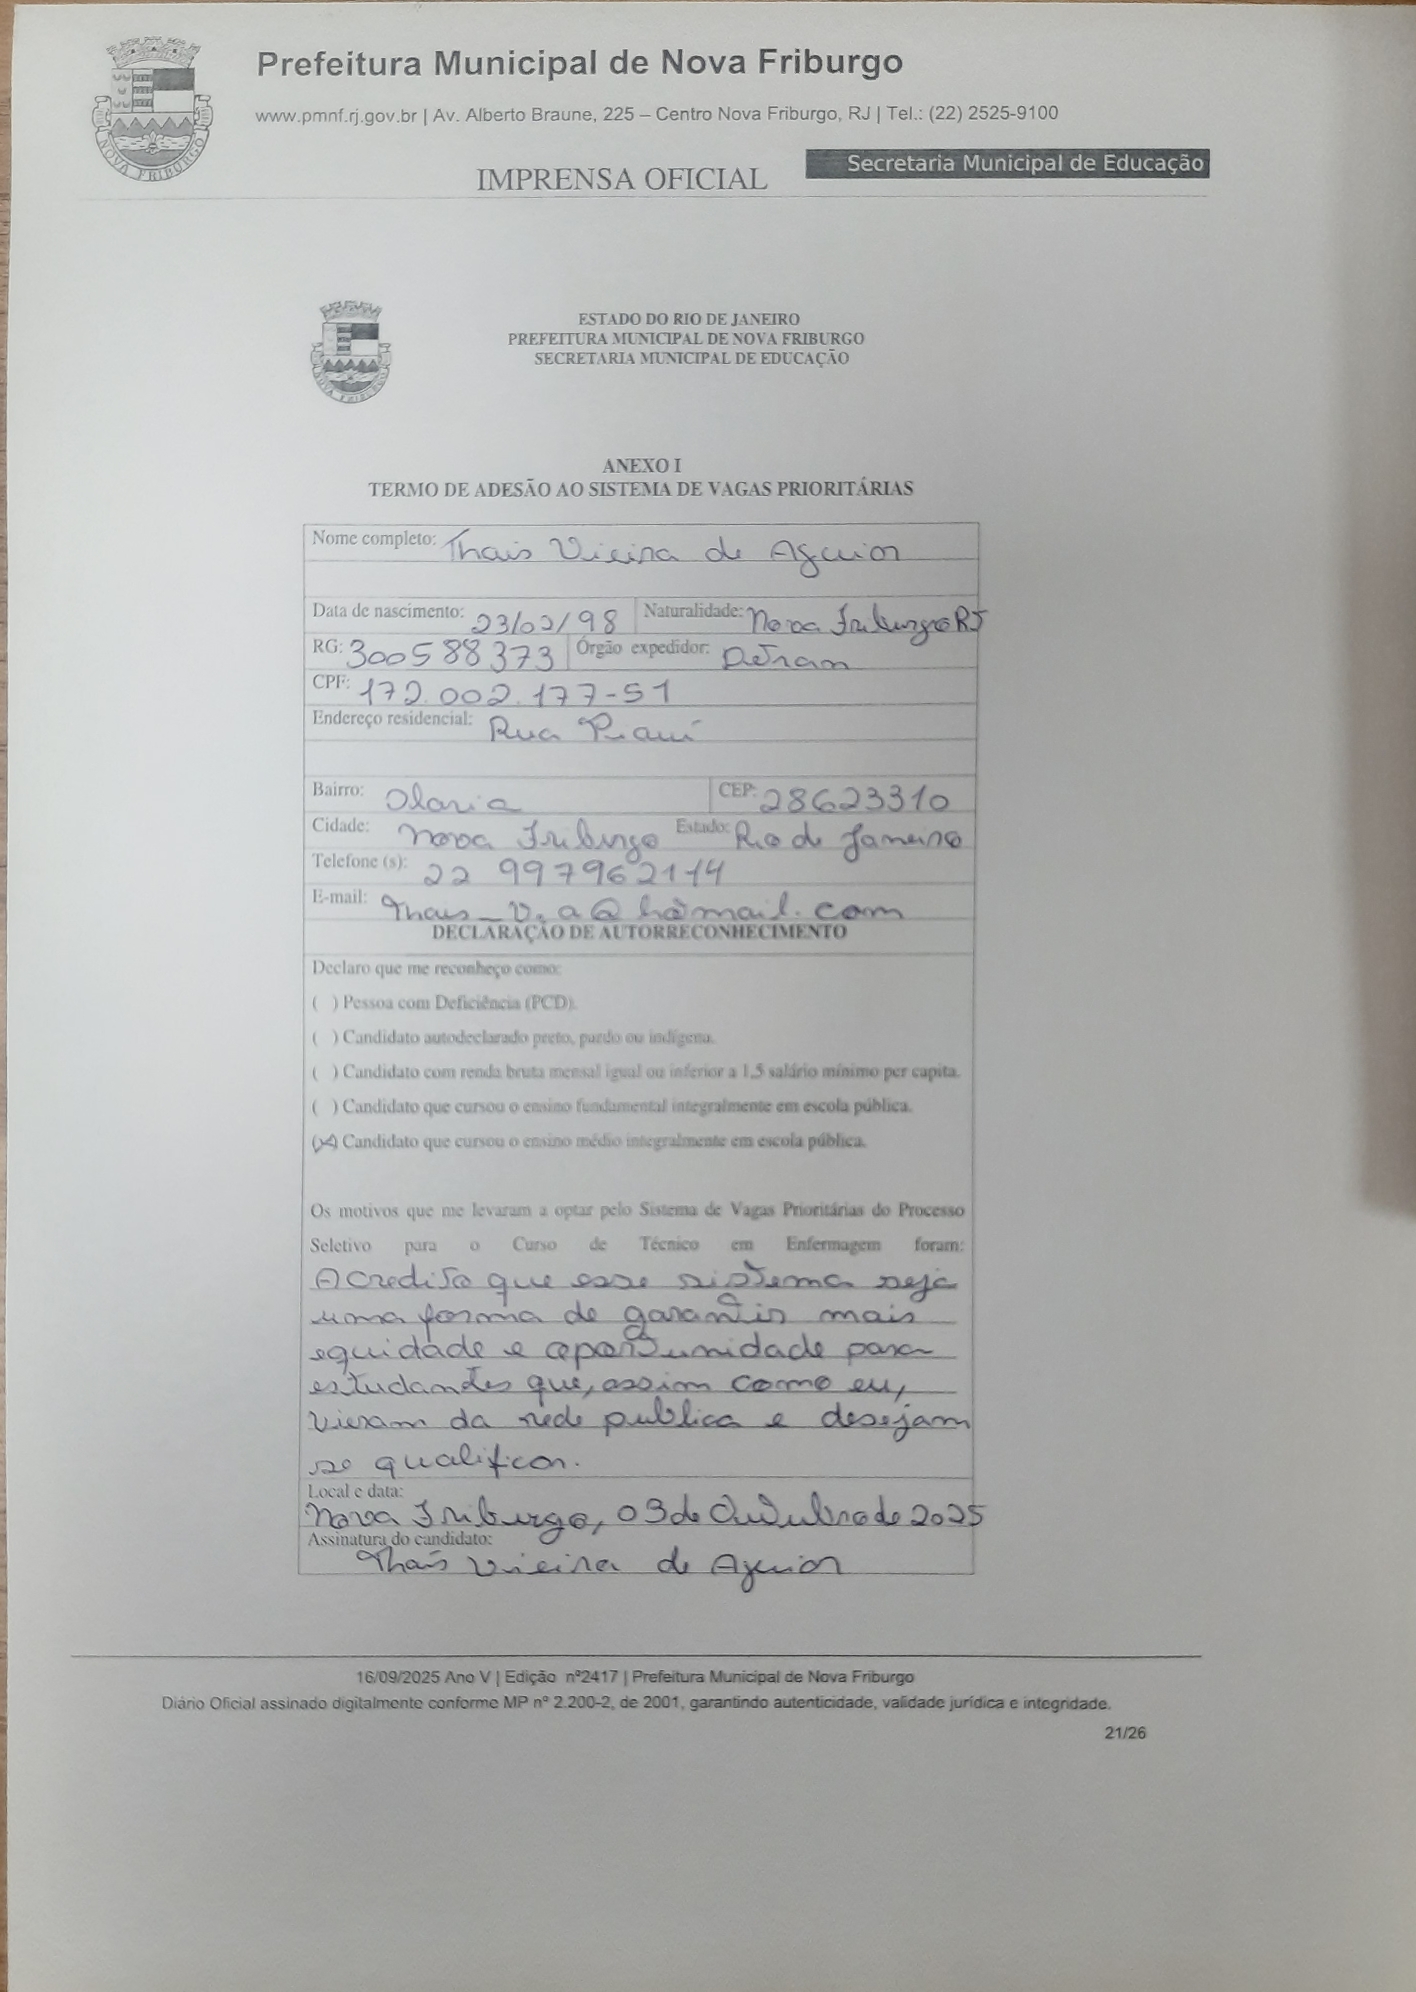 Prefeitura Municipal de Nova Friburgo
www.pmnf.rj.gov.br | Av. Alberto Braune, 225 – Centro Nova Friburgo, RJ | Tel.: (22) 2525-9100
NOVA FRIBURGO
IMPRENSA OFICIAL
Secretaria Municipal de Educação
NOVA FRIBURGO
ESTADO DO RIO DE JANEIRO
PREFEITURA MUNICIPAL DE NOVA FRIBURGO
SECRETARIA MUNICIPAL DE EDUCAÇÃO
ANEXO I
TERMO DE ADESÃO AO SISTEMA DE VAGAS PRIORITÁRIAS
Nome completo: Thais Vieira de Aguiar
Data de nascimento: 23/02/98 Naturalidade: Nova Friburgo RJ
RG: 300588373 Órgão expedidor: Detran
CPF: 172.002.177-51
Endereço residencial: Rua Piauí
Bairro: Olaria CEP: 28623310
Cidade: Nova Friburgo Estado: Rio de Janeiro
Telefone (s): 22 997962114
E-mail: Thais_V.a@hotmail.com
DECLARAÇÃO DE AUTORRECONHECIMENTO
Declaro que me reconheço como:
( ) Pessoa com Deficiência (PCD).
( ) Candidato autodeclarado preto, pardo ou indígena.
( ) Candidato com renda bruta mensal igual ou inferior a 1,5 salário mínimo per capita.
( ) Candidato que cursou o ensino fundamental integralmente em escola pública.
(X) Candidato que cursou o ensino médio integralmente em escola pública.
Os motivos que me levaram a optar pelo Sistema de Vagas Prioritárias do Processo
Seletivo para o Curso de Técnico em Enfermagem foram:
Acredito que esse sistema seja
uma forma de garantir mais
equidade e oportunidade para
estudantes que, assim como eu,
vieram da rede publica e desejam
se qualificar.
Local e data:
Nova Friburgo, 03 de Outubro de 2025
Assinatura do candidato:
Thaís Vieira de Aguiar
16/09/2025 Ano V | Edição nº2417 | Prefeitura Municipal de Nova Friburgo
Diário Oficial assinado digitalmente conforme MP nº 2.200-2, de 2001, garantindo autenticidade, validade jurídica e integridade.
21/26